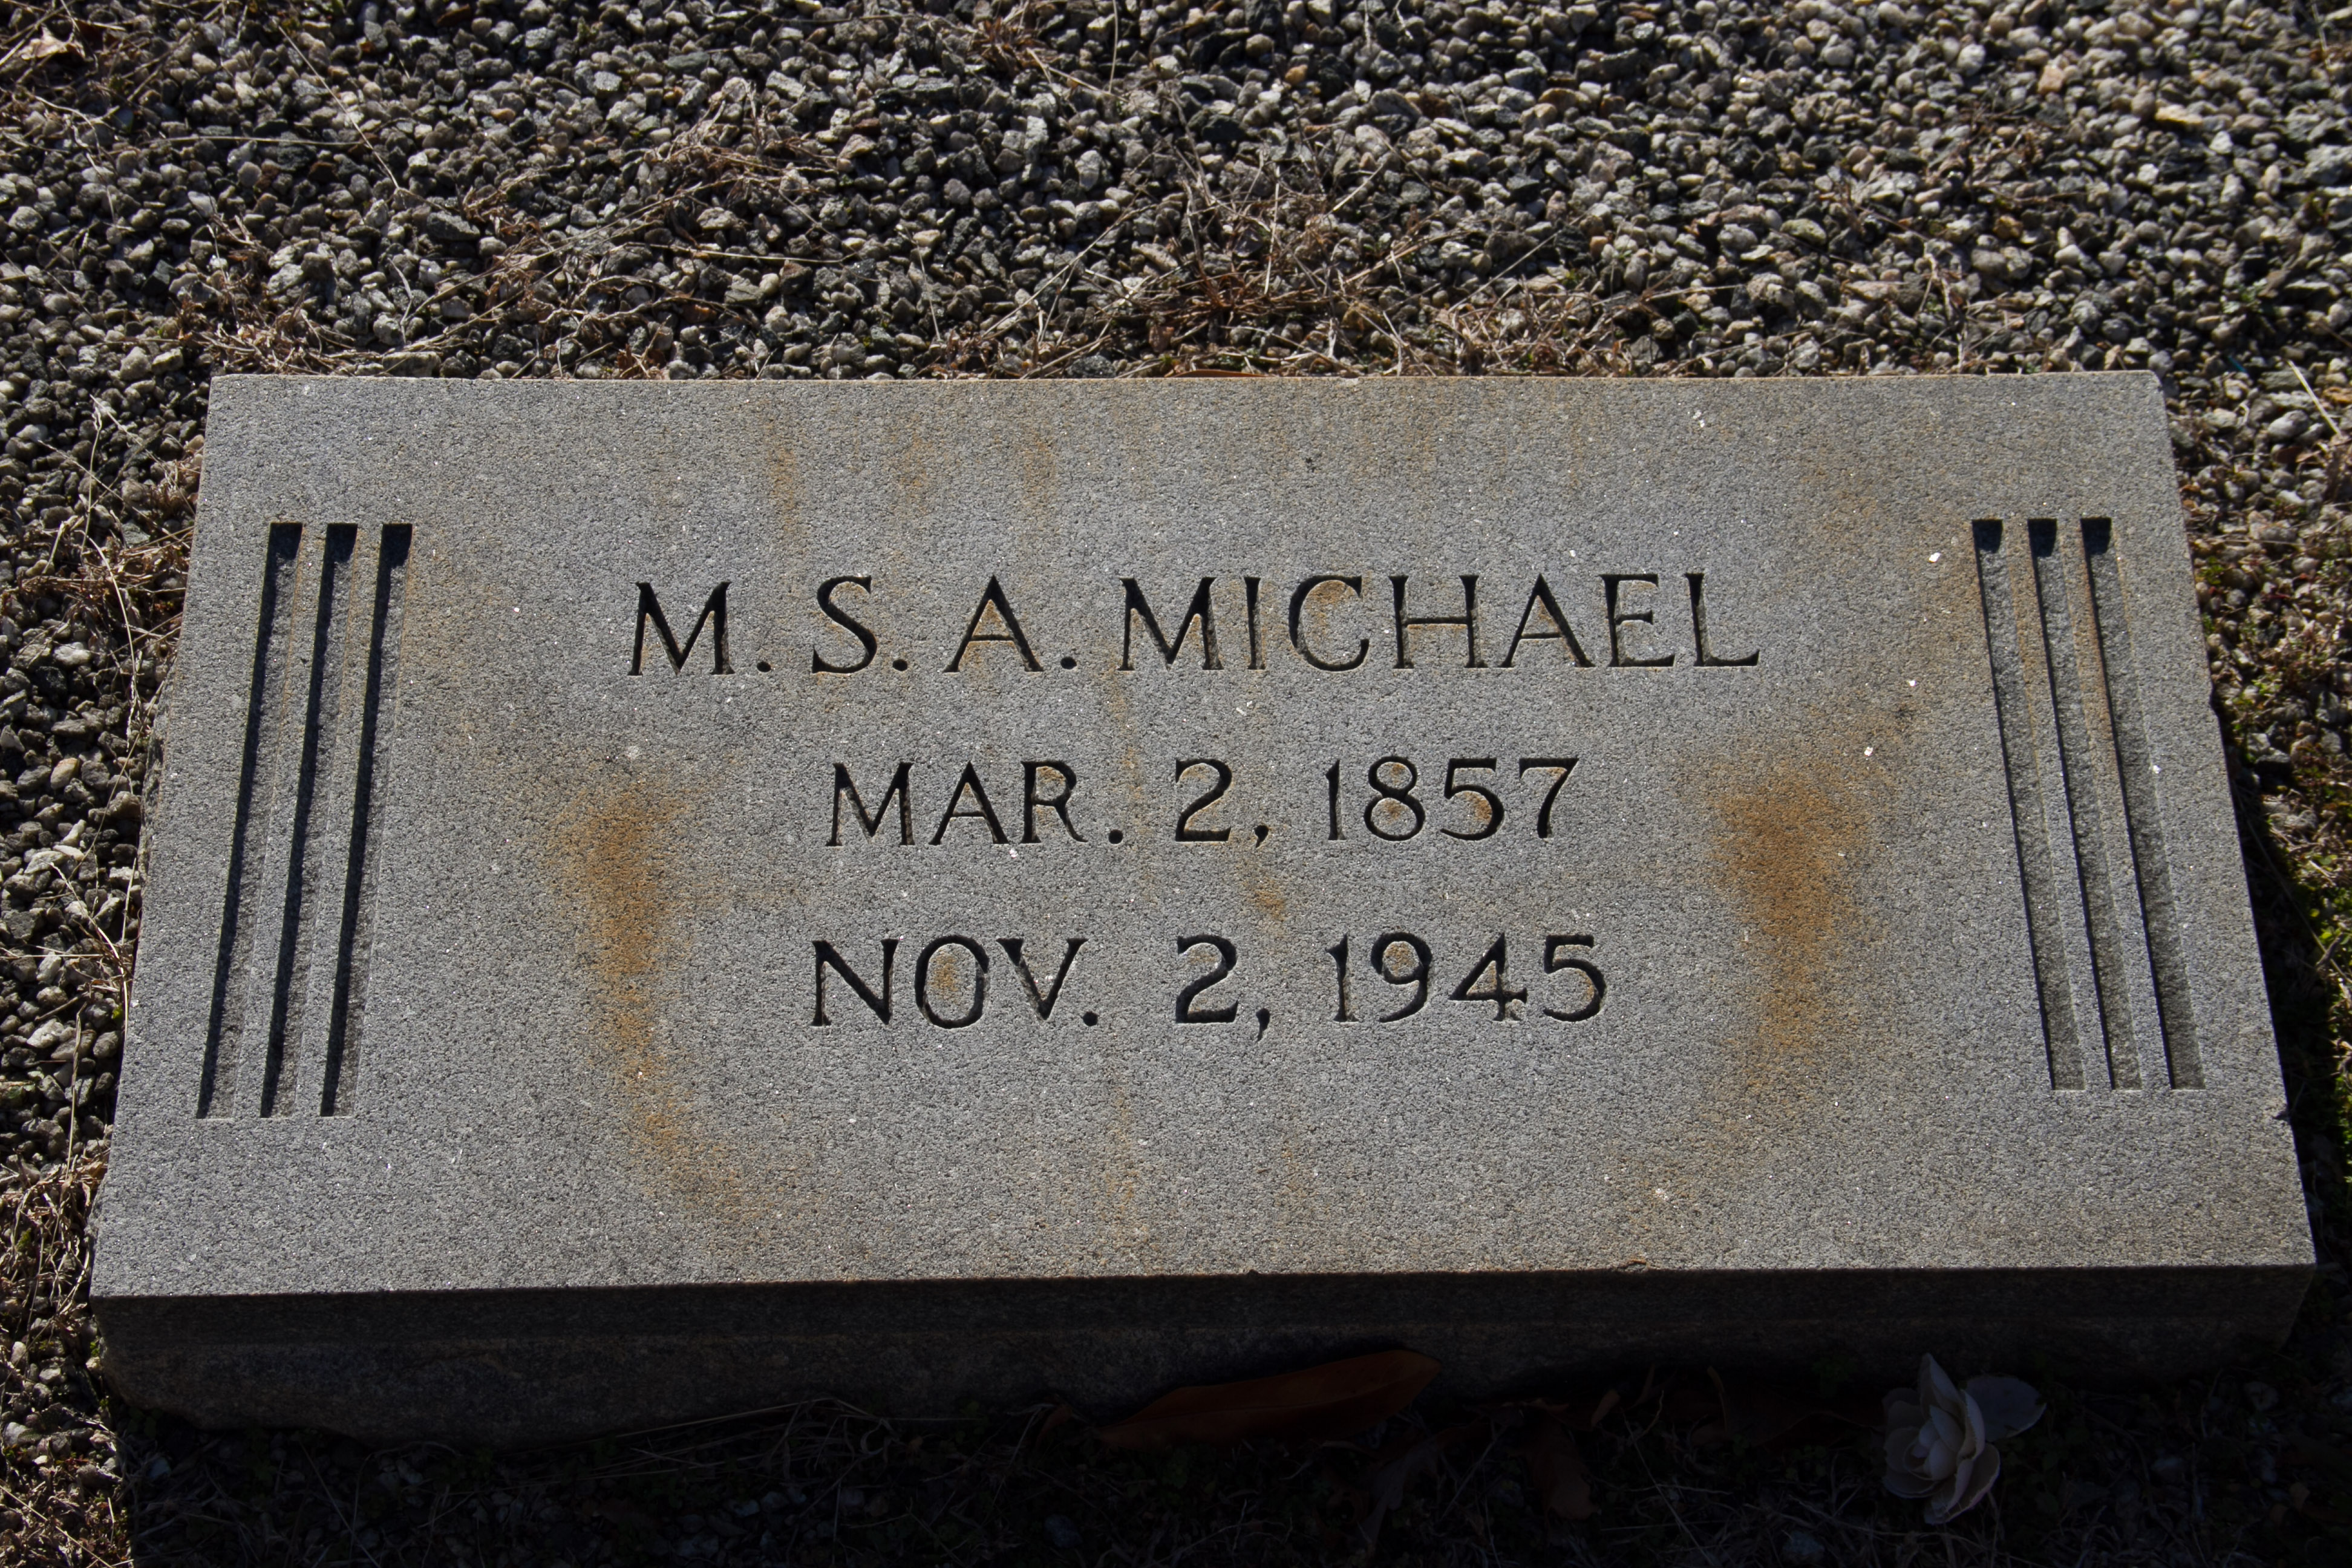 M. S. A. MICHAEL
MAR. 2, 1857
NOV. 2, 1945